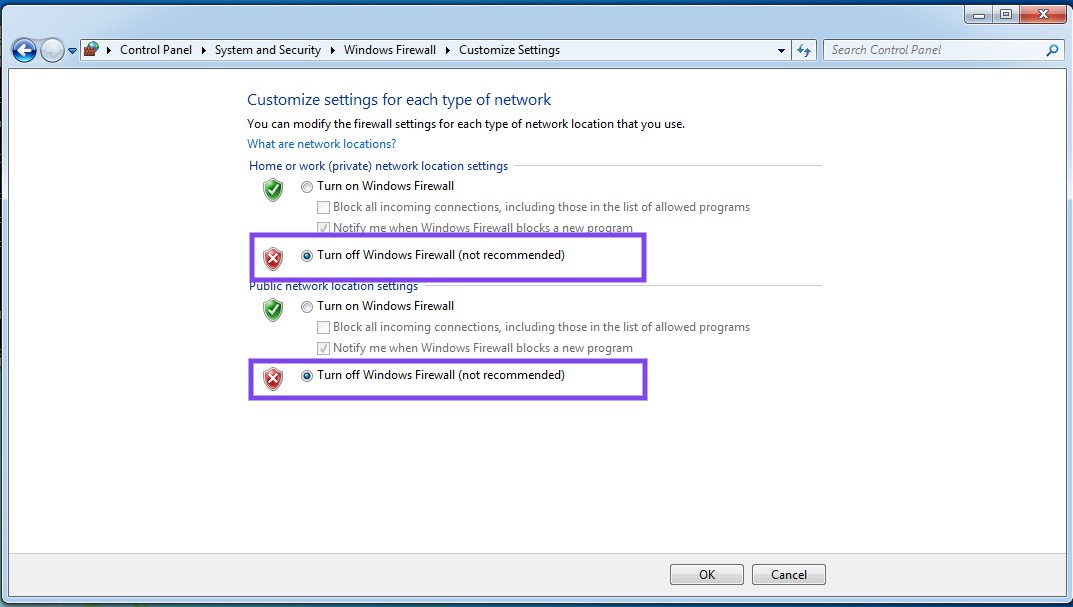 Control Panel ▸ System and Security ▸ Windows Firewall ▸ Customize Settings
Search Control Panel
Customize settings for each type of network
You can modify the firewall settings for each type of network location that you use.
What are network locations?
Home or work (private) network location settings
Turn on Windows Firewall
Block all incoming connections, including those in the list of allowed programs
Notify me when Windows Firewall blocks a new program
Turn off Windows Firewall (not recommended)
Public network location settings
Turn on Windows Firewall
Block all incoming connections, including those in the list of allowed programs
Notify me when Windows Firewall blocks a new program
Turn off Windows Firewall (not recommended)
OK Cancel